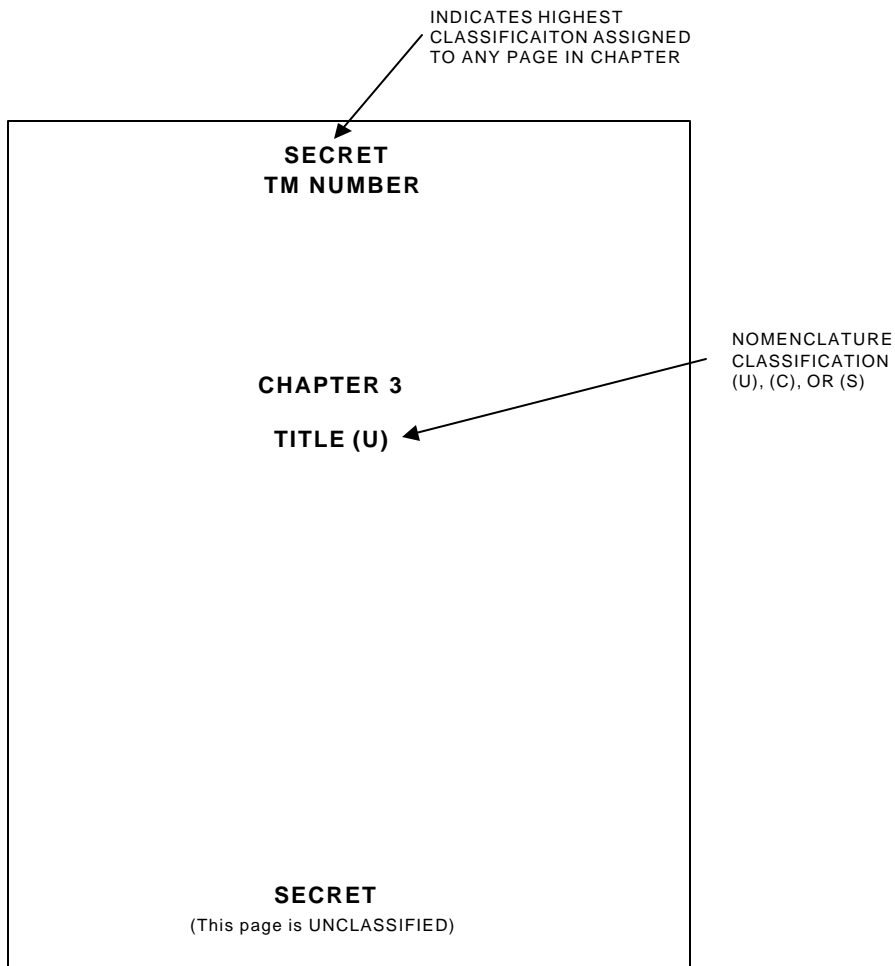 INDICATES HIGHEST
CLASSIFICAITON ASSIGNED
TO ANY PAGE IN CHAPTER
SECRET
TM NUMBER
NOMENCLATURE
CLASSIFICATION
(U), (C), OR (S)
CHAPTER 3
TITLE (U)
SECRET
(This page is UNCLASSIFIED)